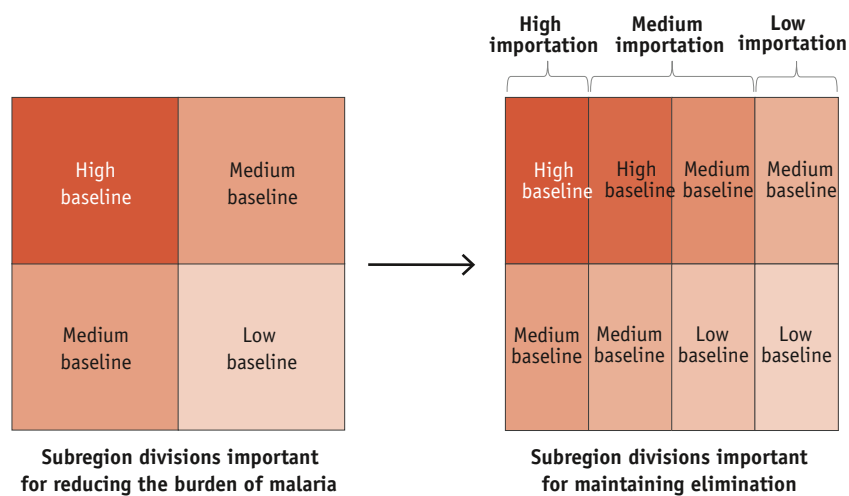 High
importation
Medium
importation
Low
importation
High
baseline
Medium
baseline
Medium
baseline
Low
baseline
Subregion divisions important
for reducing the burden of malaria
High
baseline
High
baseline
Medium
baseline
Medium
baseline
Medium
baseline
Medium
baseline
Low
baseline
Low
baseline
Subregion divisions important
for maintaining elimination